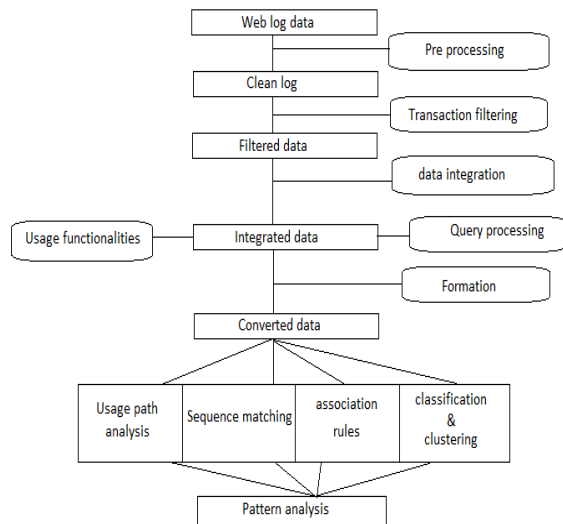 Web log data
Pre processing
Clean log
Transaction filtering
Filtered data
data integration
Usage functionalities
Integrated data
Query processing
Formation
Converted data
Usage path
analysis
Sequence matching
association
rules
classification
&
clustering
Pattern analysis